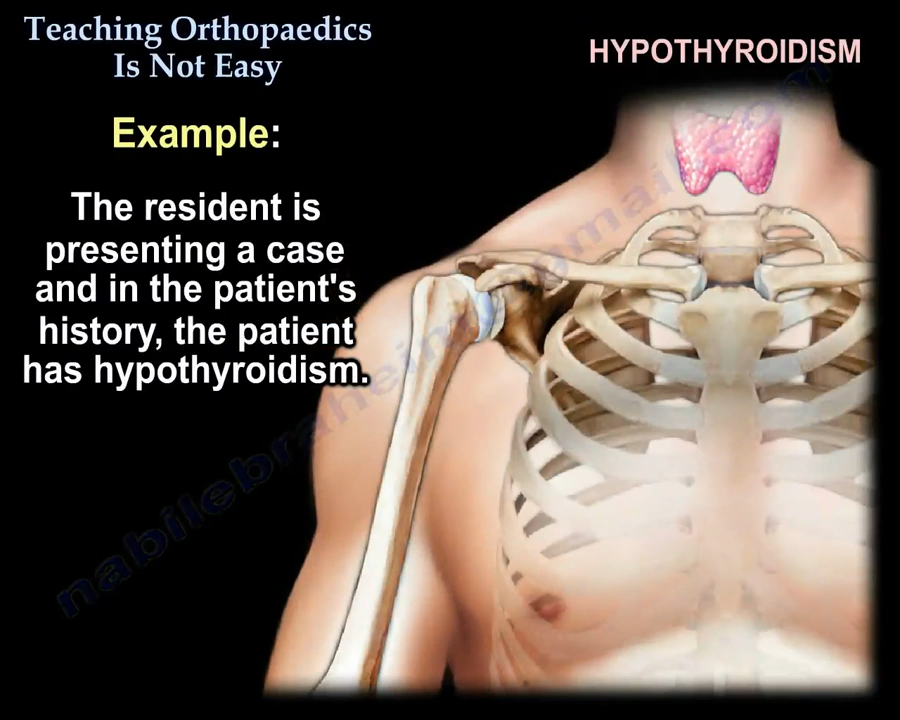 Teaching Orthopaedics
Is Not Easy
HYPOTHYROIDISM
Example:
The resident is
presenting a case
and in the patient's
history, the patient
has hypothyroidism.